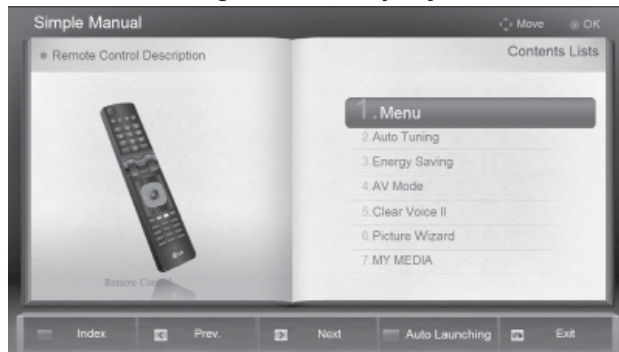 Simple Manual
Move
OK
Remote Control Description
Contents Lists
1.Menu
2.Auto Tuning
3.Energy Saving
4.AV Mode
5.Clear Voice II
6.Picture Wizard
7.MY MEDIA
LG
Remote Control
Index
Prev.
Next
Auto Launching
Exit